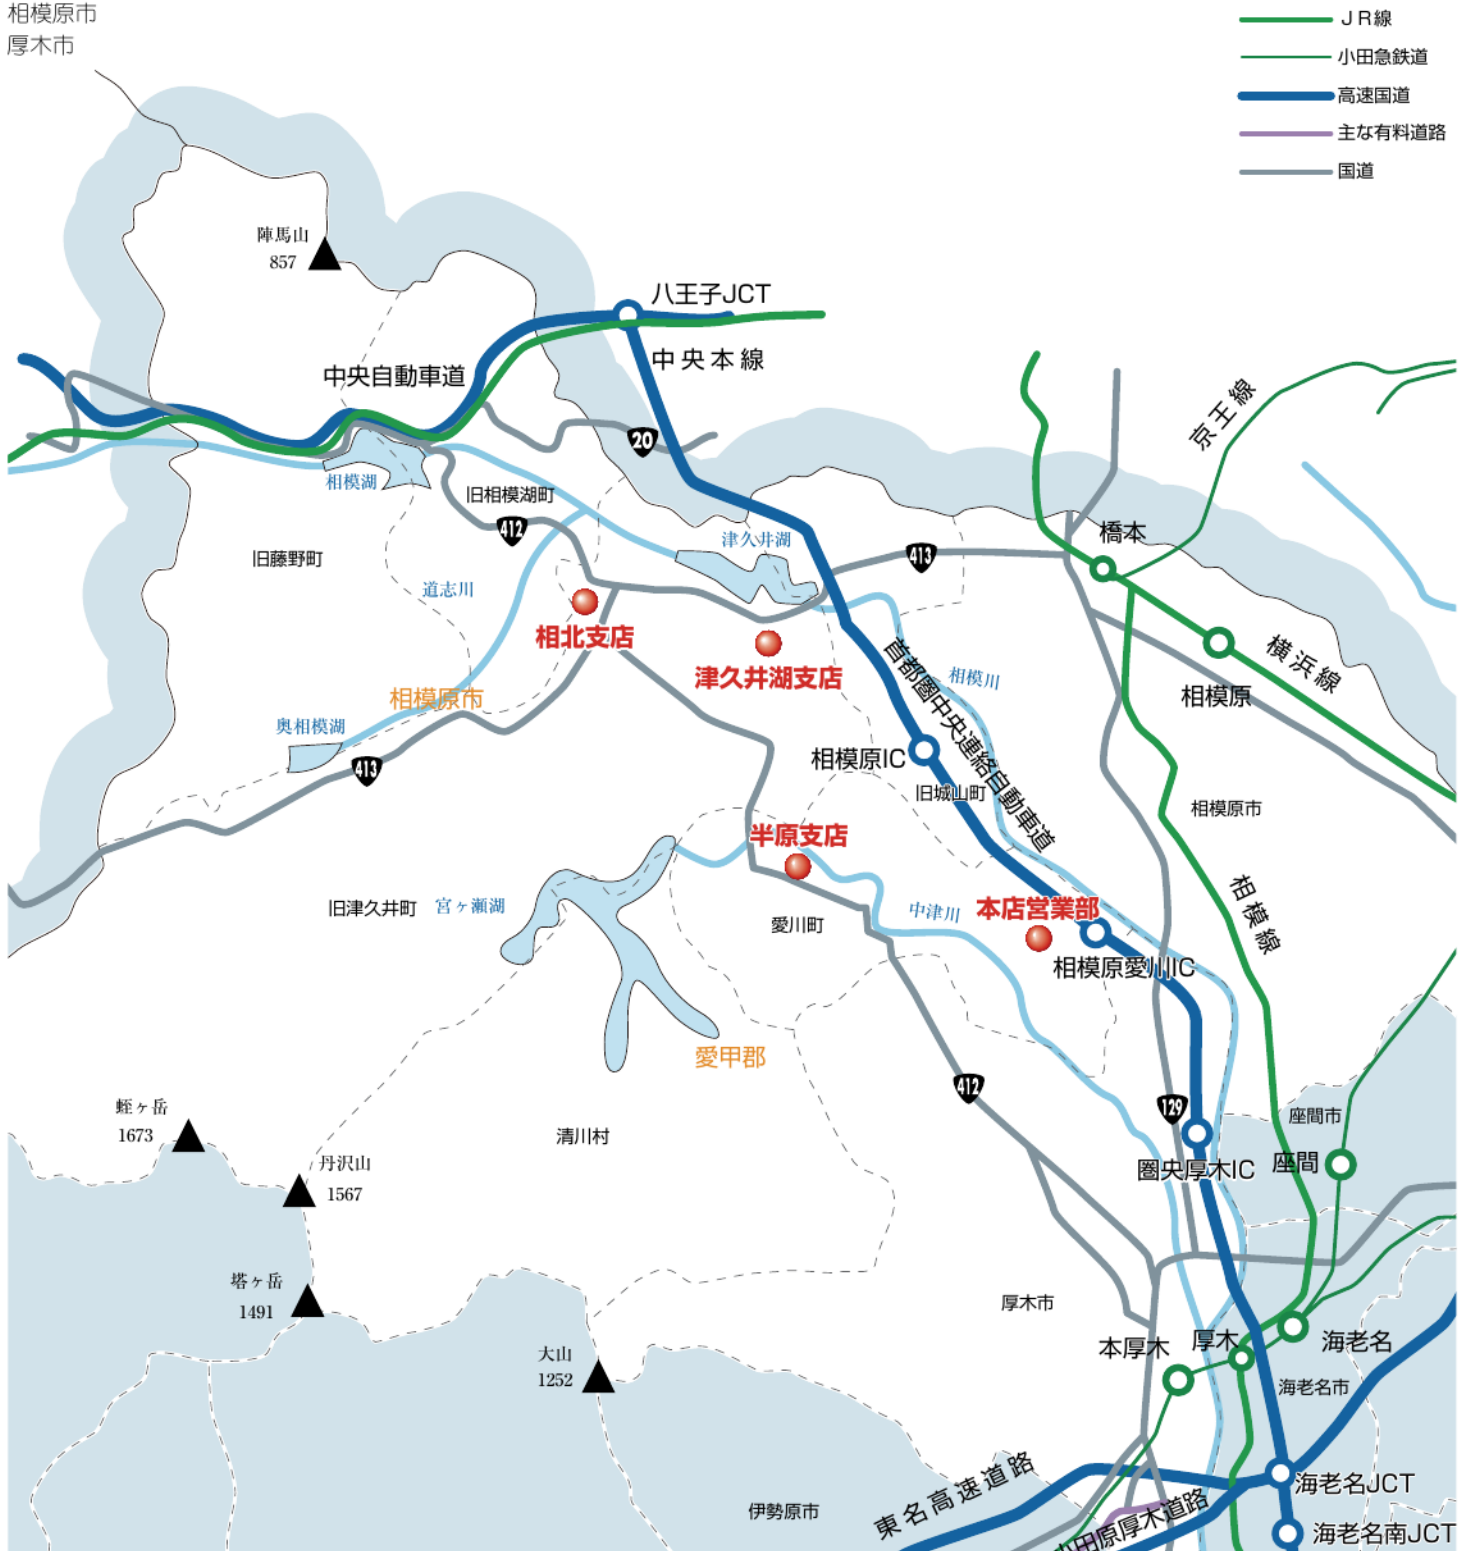 相模原市
厚木市
ＪＲ線
小田急鉄道
高速国道
主な有料道路
国道
陣馬山
857
八王子JCT
中央本線
中央自動車道
京王線
20
相模湖
旧相模湖町
412
津久井湖
413
橋本
旧藤野町
道志川
相北支店
津久井湖支店
首都圏中央連絡自動車道
相模川
横浜線
相模原
相模原市
奥相模湖
413
相模原IC
旧城山町
相模原市
半原支店
旧津久井町
宮ヶ瀬湖
愛川町
中津川
本店営業部
相模線
相模原愛川IC
愛甲郡
412
129
蛭ヶ岳
1673
清川村
座間市
丹沢山
1567
圏央厚木IC
座間
塔ヶ岳
1491
厚木市
本厚木
厚木
海老名
大山
1252
海老名市
東名高速道路
海老名JCT
伊勢原市
小田原厚木道路
海老名南JCT